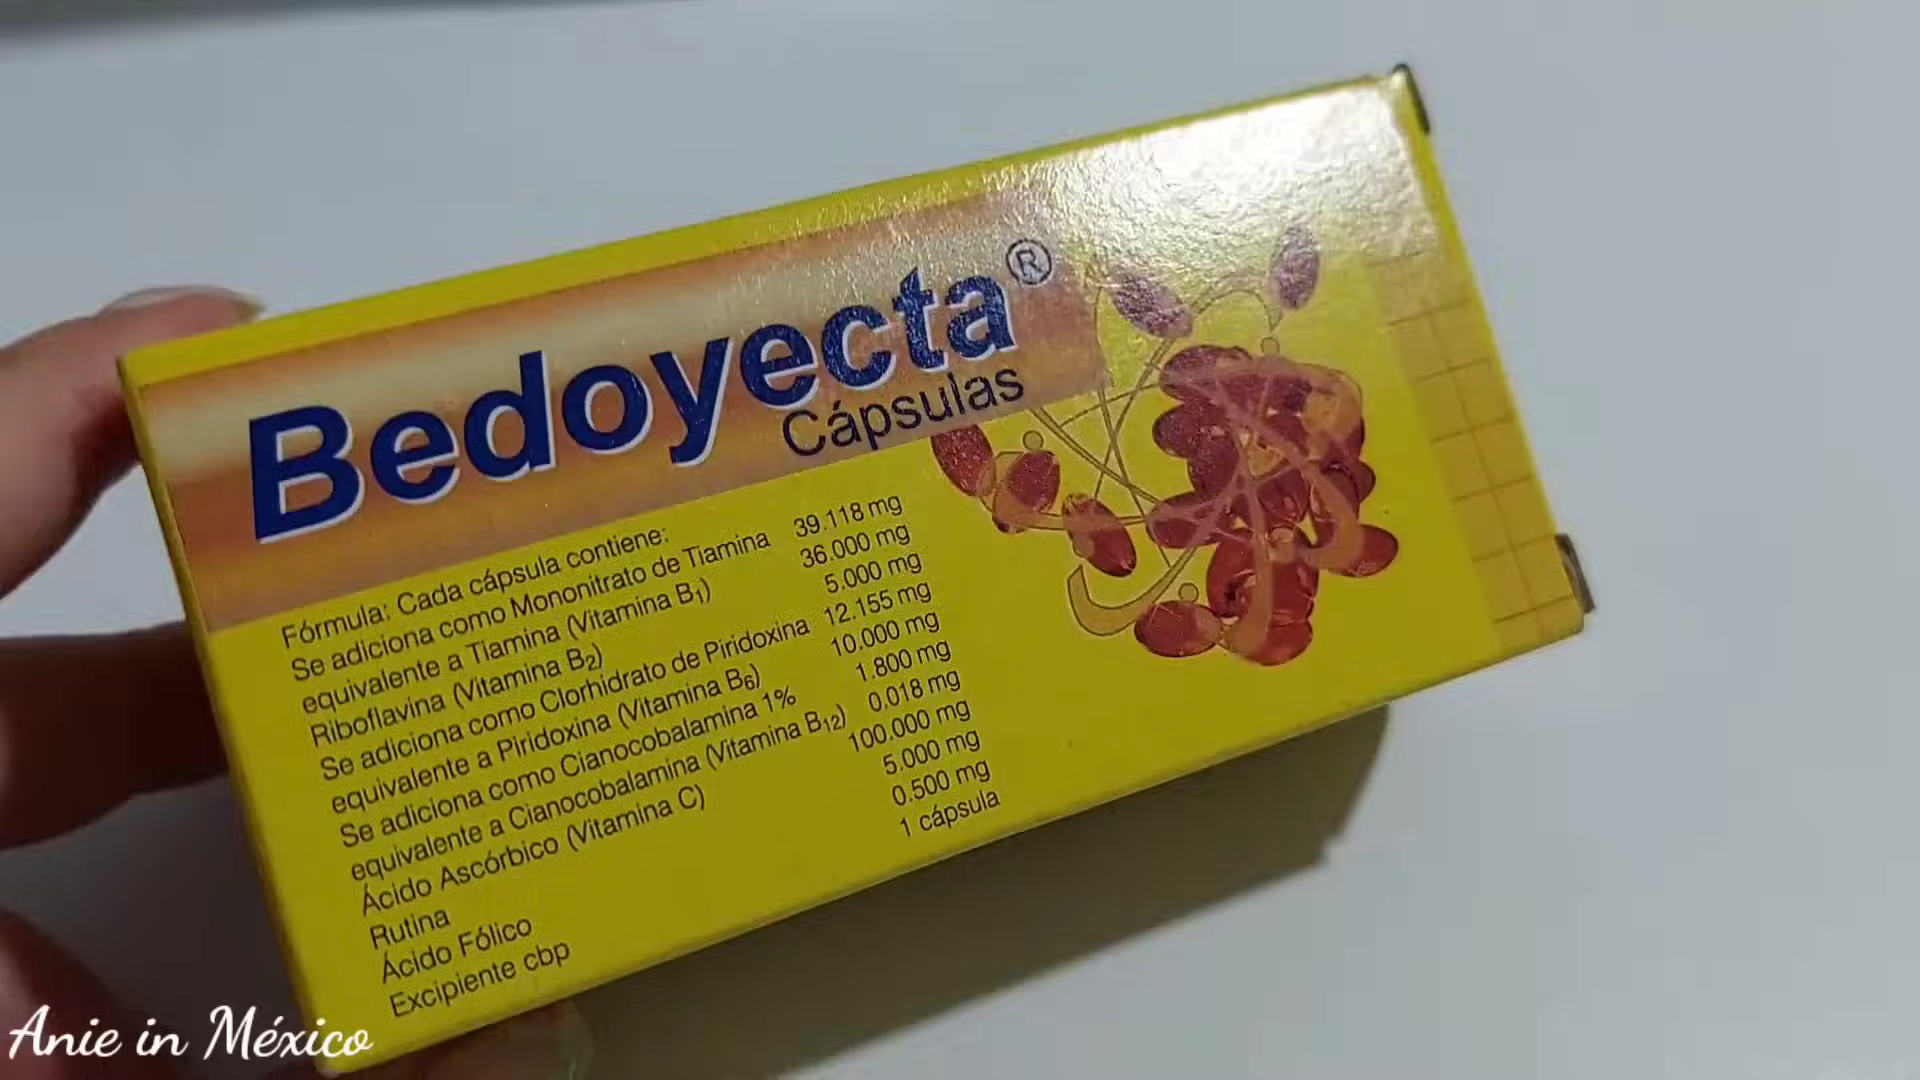 Bedoyecta®
Cápsulas
Fórmula: Cada cápsula contiene:
Se adiciona como Mononitrato de Tiamina 39.118 mg
equivalente a Tiamina (Vitamina B₁) 36.000 mg
Riboflavina (Vitamina B₂) 5.000 mg
Se adiciona como Clorhidrato de Piridoxina 12.155 mg
equivalente a Piridoxina (Vitamina B₆) 10.000 mg
Se adiciona como Cianocobalamina 1% 1.800 mg
equivalente a Cianocobalamina (Vitamina B₁₂) 0.018 mg
Ácido Ascórbico (Vitamina C) 100.000 mg
Rutina 5.000 mg
Ácido Fólico 0.500 mg
Excipiente cbp 1 cápsula
Anie in México